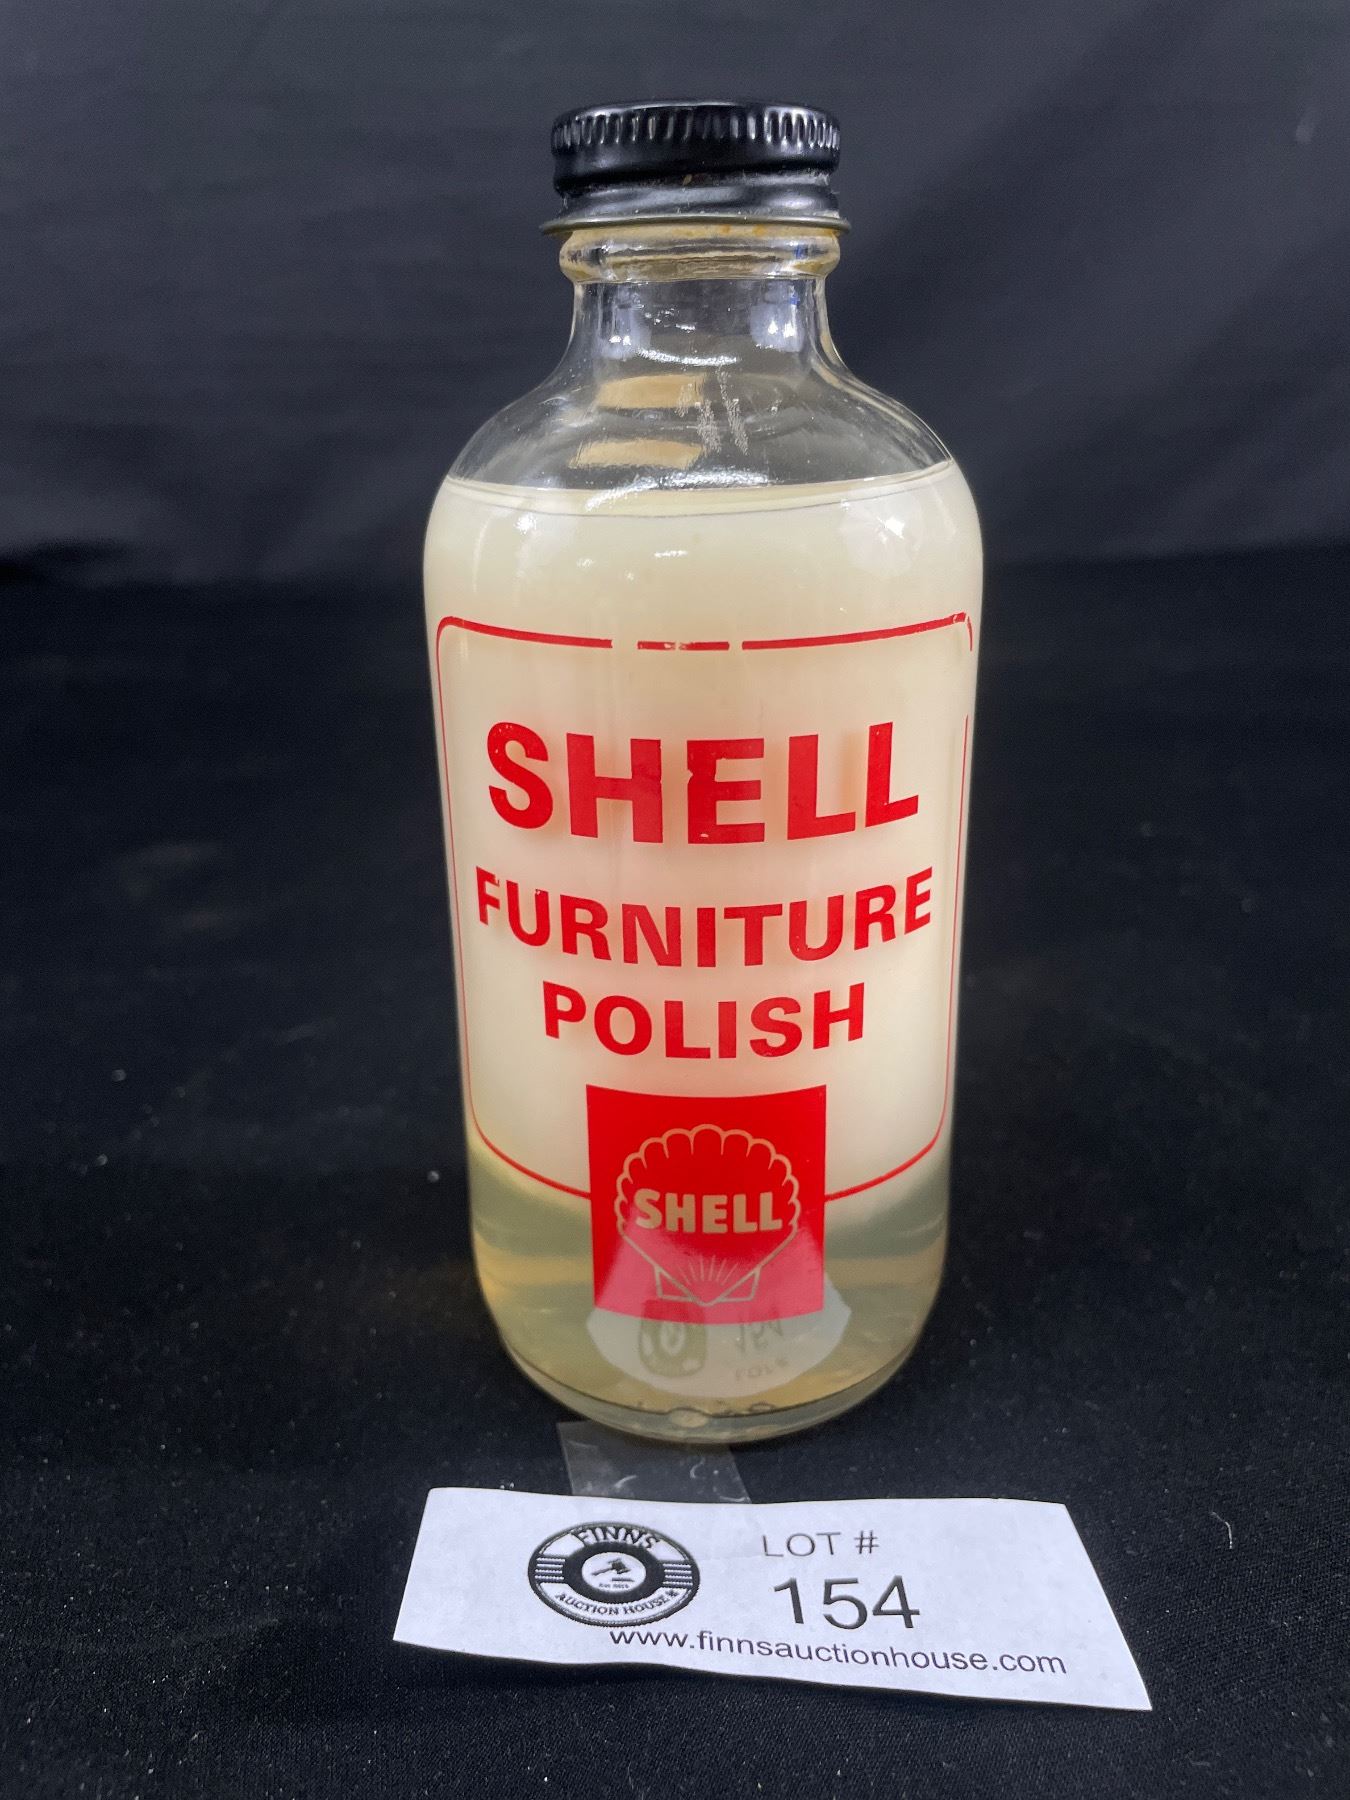 SHELL
FURNITURE
POLISH
SHELL
FINNS
AUCTION HOUSE
LOT #
154
www.finnsauctionhouse.com